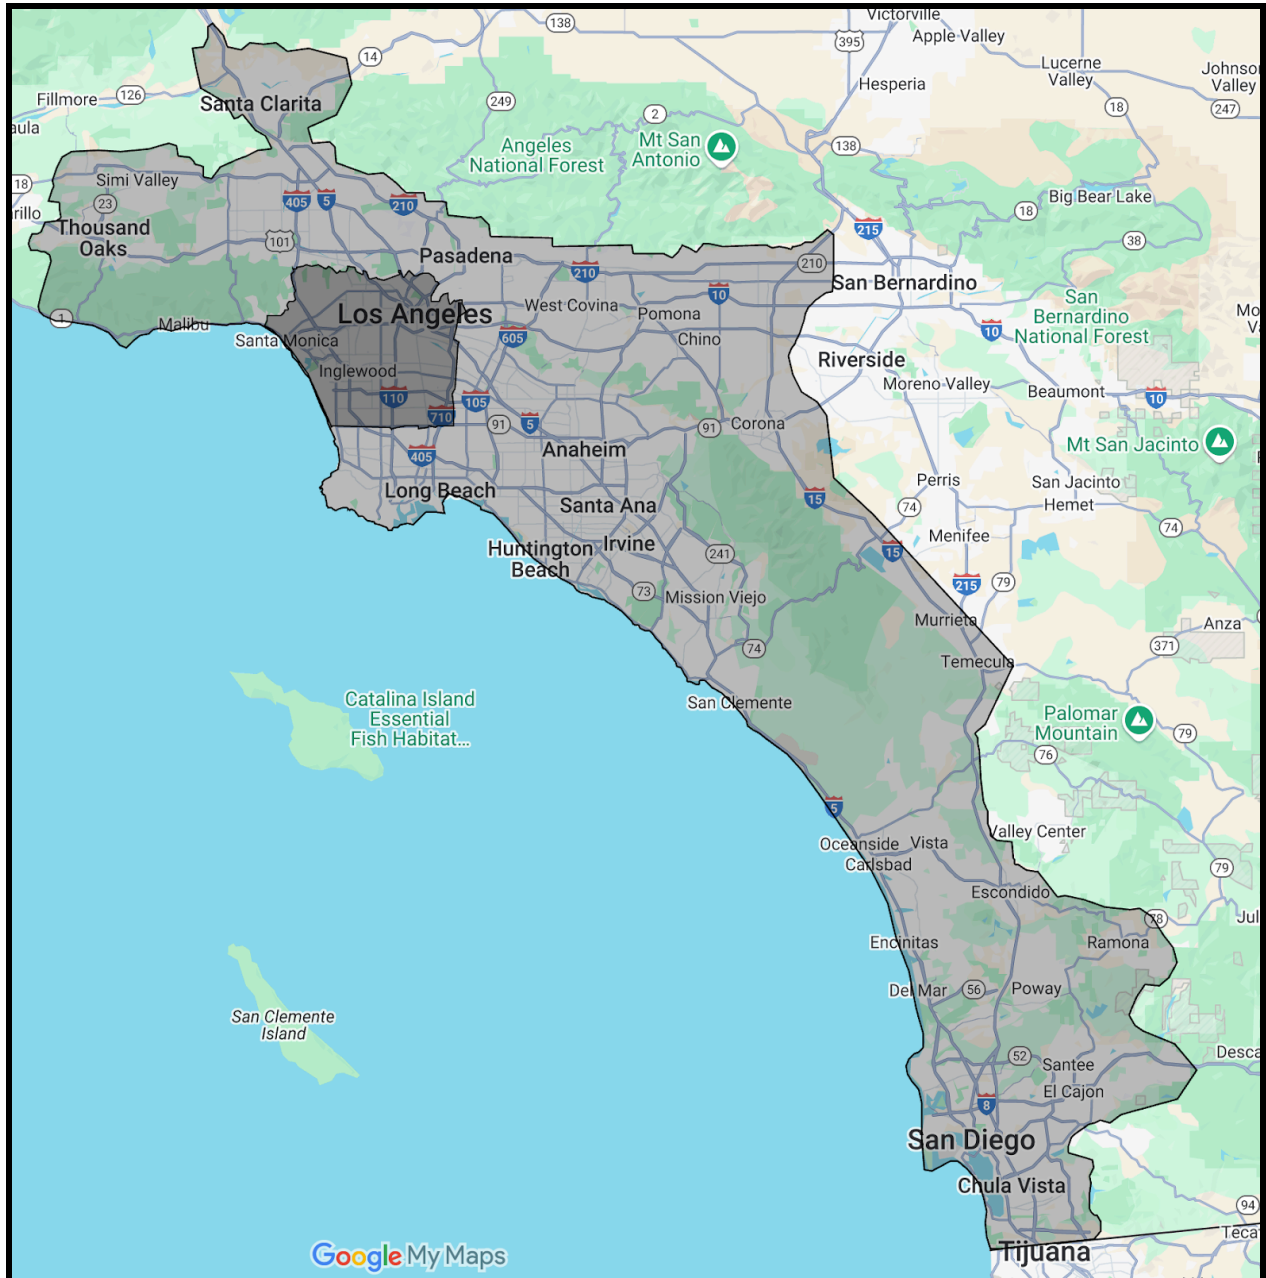 138
Victorville
Apple Valley
395
14
Lucerne
Valley
Hesperia
Johnson
Valley
Fillmore
126
Santa Clarita
249
2
18
247
aula
Angeles
National Forest
Mt San
Antonio
138
18
Simi Valley
23
405
5
210
18
Big Bear Lake
rillo
Thousand
Oaks
101
215
38
Pasadena
210
210
10
San Bernardino
West Covina
Pomona
San
Bernardino
National Forest
1
Malibu
Los Angeles
Santa Monica
605
Chino
10
Riverside
Inglewood
Moreno Valley
Beaumont
10
110
105
710
91
5
91
Corona
405
Anaheim
Mt San Jacinto
Long Beach
Santa Ana
15
Perris
San Jacinto
Hemet
74
74
Huntington
Beach
Irvine
241
15
Menifee
73
Mission Viejo
215
79
Murrieta
Anza
74
371
Temecula
San Clemente
Catalina Island
Essential
Fish Habitat...
Palomar
Mountain
79
76
5
Oceanside
Vista
Carlsbad
Valley Center
79
Escondido
78
Jul
Encinitas
Ramona
Del Mar
56
Poway
San Clemente
Island
52
Santee
Desca
El Cajon
8
San Diego
Chula Vista
94
Teca
Tijuana
Google My Maps